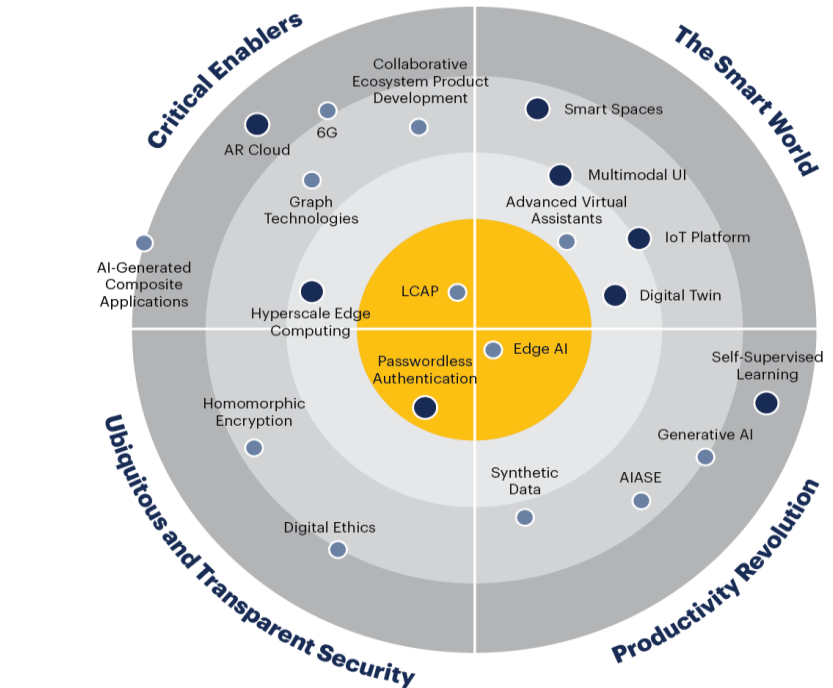 Critical Enablers
The Smart World
Collaborative
Ecosystem Product
Development
6G
AR Cloud
Graph
Technologies
AI-Generated
Composite
Applications
Hyperscale Edge
Computing
LCAP
Smart Spaces
Multimodal UI
Advanced Virtual
Assistants
IoT Platform
Digital Twin
Passwordless
Authentication
Homomorphic
Encryption
Digital Ethics
Ubiquitous and Transparent Security
Edge AI
Self-Supervised
Learning
Generative AI
AIASE
Synthetic
Data
Productivity Revolution